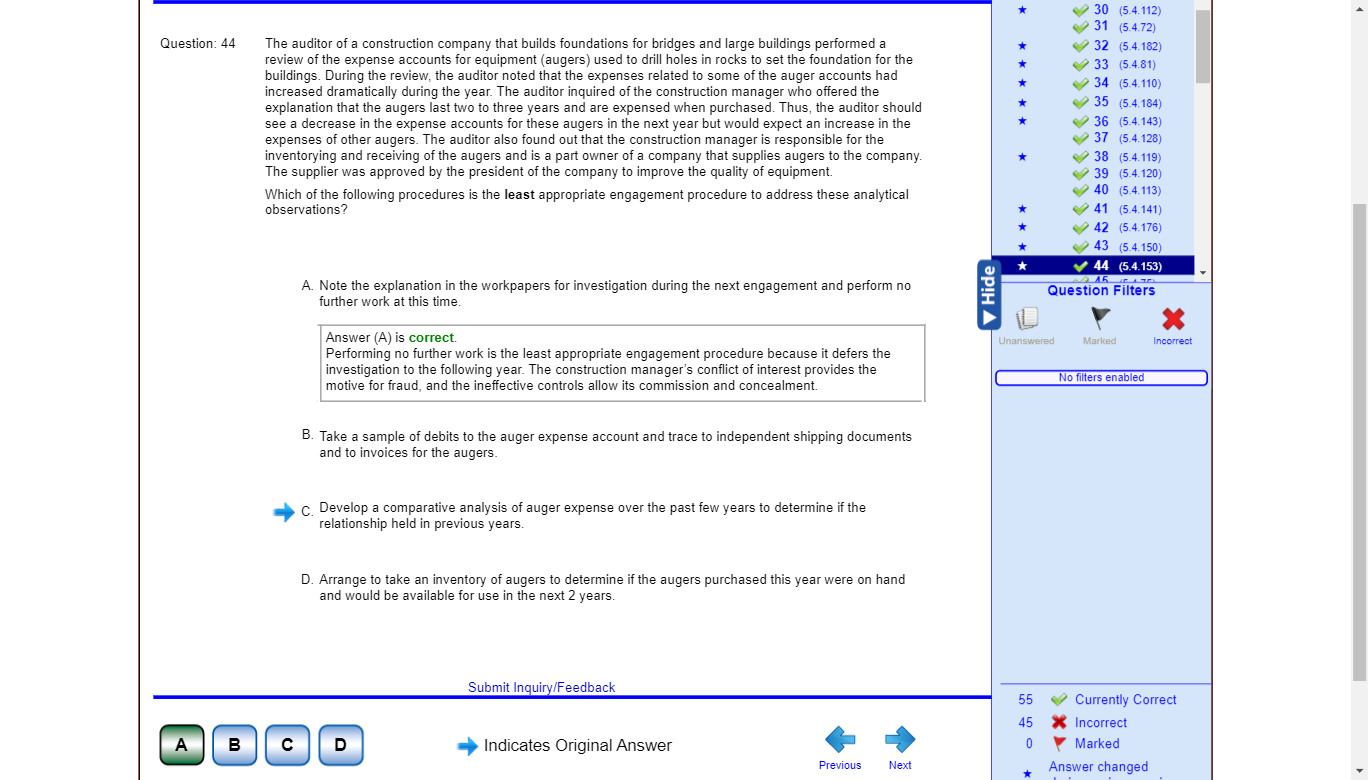 Question: 44
The auditor of a construction company that builds foundations for bridges and large buildings performed a
review of the expense accounts for equipment (augers) used to drill holes in rocks to set the foundation for the
buildings. During the review, the auditor noted that the expenses related to some of the auger accounts had
increased dramatically during the year. The auditor inquired of the construction manager who offered the
explanation that the augers last two to three years and are expensed when purchased. Thus, the auditor should
see a decrease in the expense accounts for these augers in the next year but would expect an increase in the
expenses of other augers. The auditor also found out that the construction manager is responsible for the
inventorying and receiving of the augers and is a part owner of a company that supplies augers to the company.
The supplier was approved by the president of the company to improve the quality of equipment.
Which of the following procedures is the least appropriate engagement procedure to address these analytical
observations?
A. Note the explanation in the workpapers for investigation during the next engagement and perform no
further work at this time.
Answer (A) is correct.
Performing no further work is the least appropriate engagement procedure because it defers the
investigation to the following year. The construction manager's conflict of interest provides the
motive for fraud, and the ineffective controls allow its commission and concealment.
B. Take a sample of debits to the auger expense account and trace to independent shipping documents
and to invoices for the augers.
C. Develop a comparative analysis of auger expense over the past few years to determine if the
relationship held in previous years.
D. Arrange to take an inventory of augers to determine if the augers purchased this year were on hand
and would be available for use in the next 2 years.
Submit Inquiry/Feedback
A B C D
Indicates Original Answer
Previous
Next
30 (5.4.112)
31 (5.4.72)
32 (5.4.182)
33 (5.4.81)
34 (5.4.110)
35 (5.4.184)
36 (5.4.143)
37 (5.4.128)
38 (5.4.119)
39 (5.4.120)
40 (5.4.113)
41 (5.4.141)
42 (5.4.176)
43 (5.4.150)
44 (5.4.153)
Hide
Question Filters
Unanswered
Marked
Incorrect
No filters enabled
55 Currently Correct
45 Incorrect
0 Marked
Answer changed